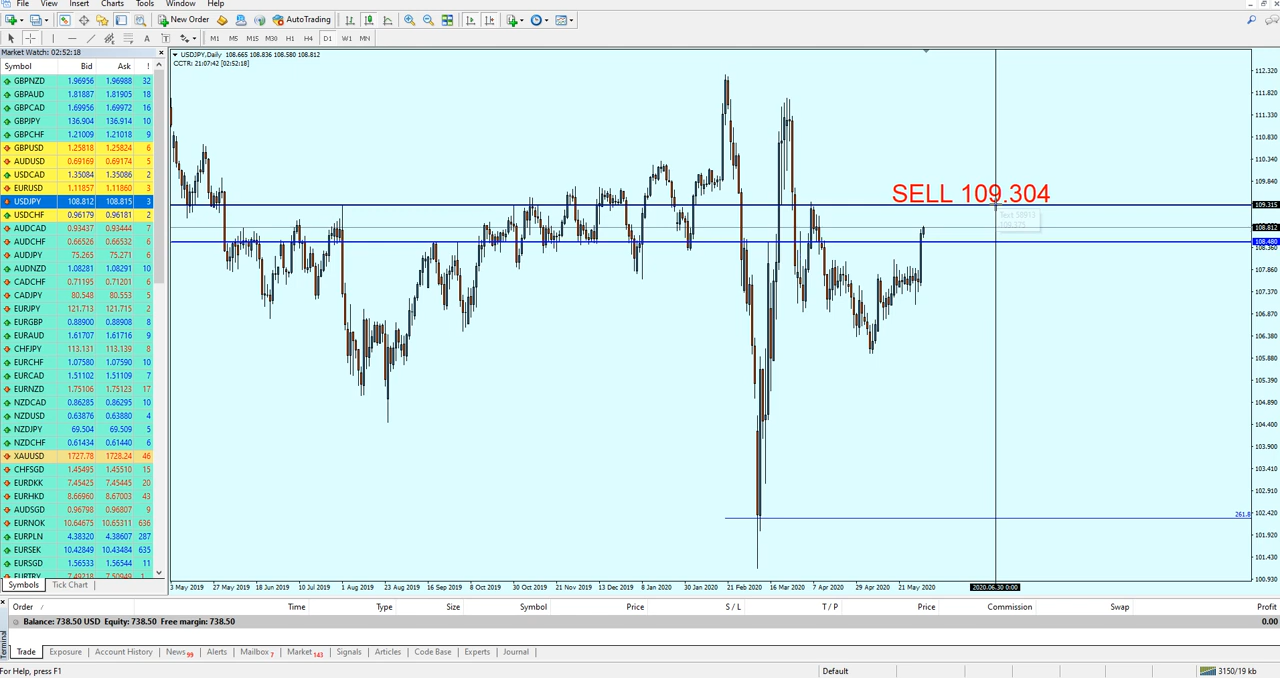 File View Insert Charts Tools Window Help
New Order AutoTrading
M1 M5 M15 M30 H1 H4 D1 W1 MN
Market Watch: 02:52:18
Symbol Bid Ask !
GBPNZD 1.96956 1.96988 32
GBPAUD 1.81887 1.81905 18
GBPCAD 1.69956 1.69972 16
GBPJPY 136.904 136.914 10
GBPCHF 1.21009 1.21018 9
GBPUSD 1.25818 1.25824 6
AUDUSD 0.69169 0.69174 5
USDCAD 1.35084 1.35086 2
EURUSD 1.11857 1.11860 3
USDJPY 108.812 108.815 3
USDCHF 0.96179 0.96181 2
AUDCAD 0.93437 0.93444 7
AUDCHF 0.66526 0.66532 6
AUDJPY 75.265 75.271 6
AUDNZD 1.08281 1.08291 10
CADCHF 0.71195 0.71201 6
CADJPY 80.548 80.553 5
EURJPY 121.713 121.715 2
EURGBP 0.88900 0.88908 8
EURAUD 1.61707 1.61716 9
CHFJPY 113.131 113.139 8
EURCHF 1.07580 1.07590 10
EURCAD 1.51102 1.51109 7
EURNZD 1.75106 1.75123 17
NZDCAD 0.86285 0.86295 10
NZDUSD 0.63876 0.63880 4
NZDJPY 69.504 69.509 5
NZDCHF 0.61434 0.61440 6
XAUUSD 1727.78 1728.24 46
CHFSGD 1.45495 1.45510 15
EURDKK 7.45425 7.45445 20
EURHKD 8.66960 8.67003 43
AUDSGD 0.96798 0.96807 9
EURNOK 10.64675 10.65311 636
EURPLN 4.38320 4.38607 287
EURSEK 10.42849 10.43484 635
EURSGD 1.56533 1.56544 11
EURTRY 7.49218 7.50949
Symbols Tick Chart
USDJPY,Daily 108.665 108.836 108.580 108.812
CCTR: 21:07:42 [02:52:18]
SELL 109.304
Text 58913
108.375
261.8
112.320
111.820
111.330
110.830
110.340
109.840
109.315
108.812
108.480
108.360
107.860
107.370
106.870
106.380
105.880
105.390
104.890
104.400
103.900
103.410
102.910
102.420
101.920
101.430
100.930
3 May 2019 27 May 2019 18 Jun 2019 10 Jul 2019 1 Aug 2019 23 Aug 2019 16 Sep 2019 8 Oct 2019 30 Oct 2019 21 Nov 2019 13 Dec 2019 8 Jan 2020 30 Jan 2020 21 Feb 2020 16 Mar 2020 7 Apr 2020 29 Apr 2020 21 May 2020 2020.06.30 0:00
Order / Time Type Size Symbol Price S / L T / P Price Commission Swap Profit
Balance: 738.50 USD Equity: 738.50 Free margin: 738.50 0.00
Terminal
Trade Exposure Account History News 99 Alerts Mailbox 7 Market 143 Signals Articles Code Base Experts Journal
For Help, press F1 Default 3150/19 kb